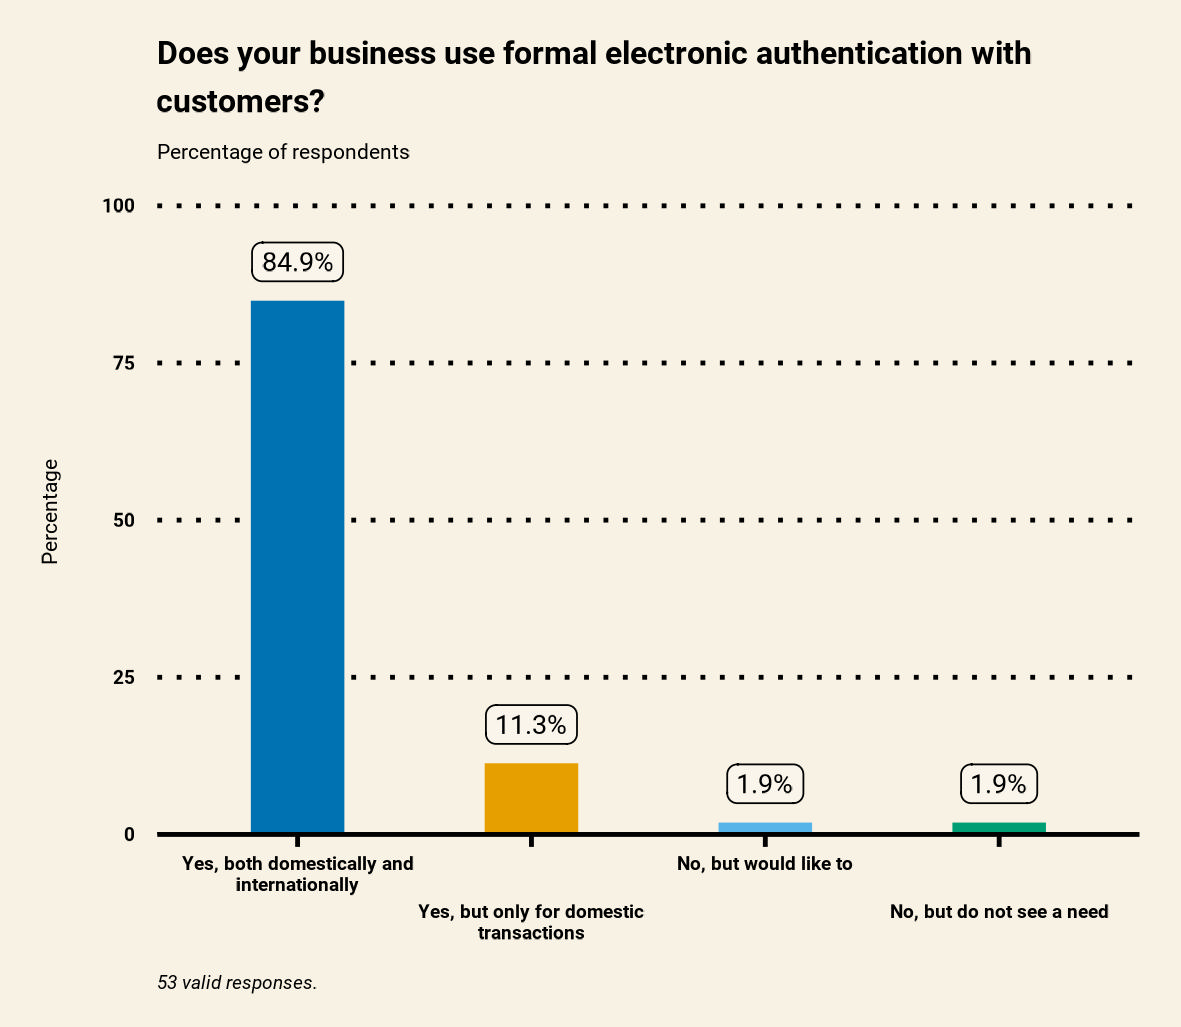 Does your business use formal electronic authentication with
customers?
Percentage of respondents
Percentage
100
75
50
25
0
84.9%
11.3%
1.9%
1.9%
Yes, both domestically and
internationally
Yes, but only for domestic
transactions
No, but would like to
No, but do not see a need
53 valid responses.